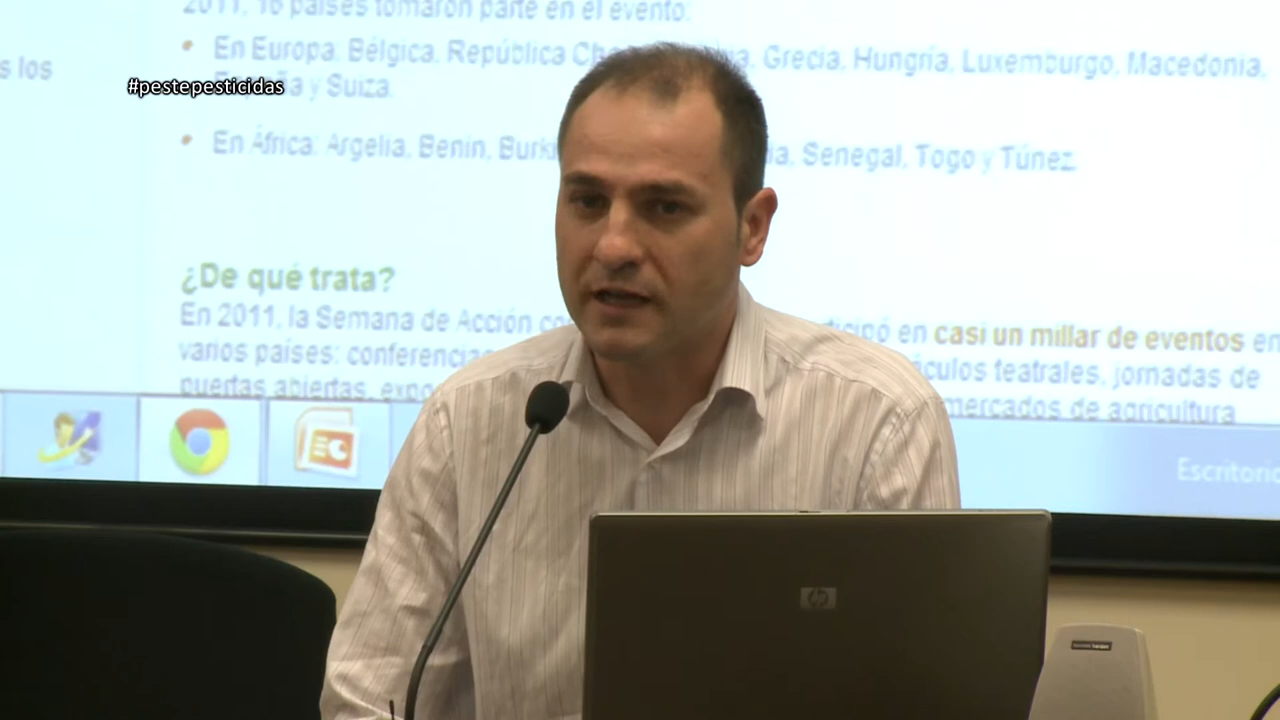 2011, 16 países tomaron parte en el evento:
s los
• En Europa: Bélgica, República Che Grecia, Hungría, Luxemburgo, Macedonia,
#pestepesticidas
y Suiza.
• En África: Argelia, Benin, Burki Senegal, Togo y Túnez.
¿De qué trata?
En 2011, la Semana de Acción en casi un millar de eventos en
varios países: conferencias teatrales, jornadas de
puertas abiertas, mercados de agricultura
Escritorio
hp